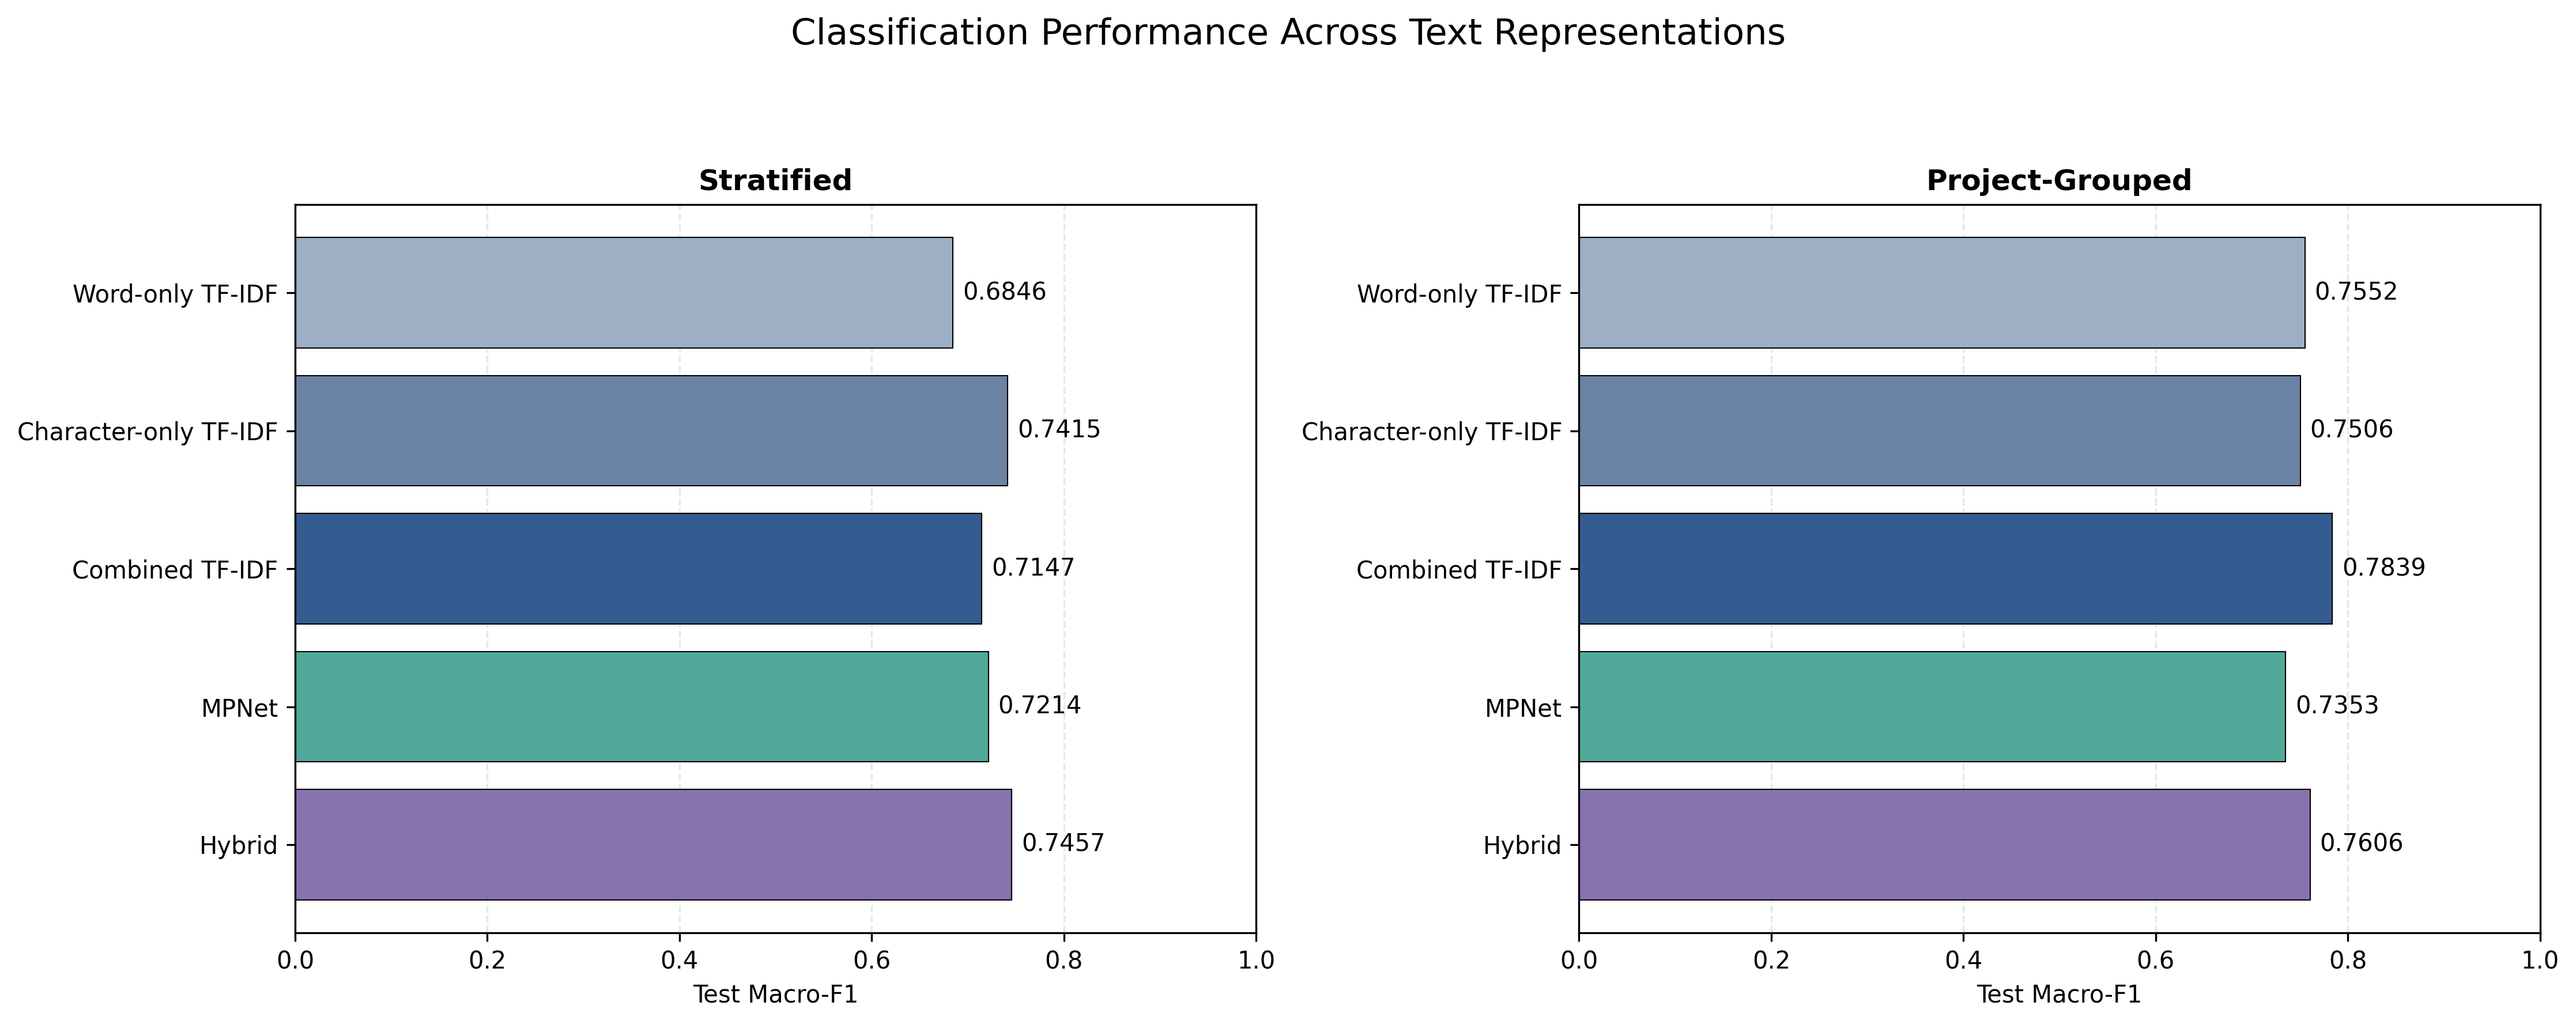 Classification Performance Across Text Representations
Stratified
Word-only TF-IDF
0.6846
Character-only TF-IDF
0.7415
Combined TF-IDF
0.7147
MPNet
0.7214
Hybrid
0.7457
0.0 0.2 0.4 0.6 0.8 1.0
Test Macro-F1
Project-Grouped
Word-only TF-IDF
0.7552
Character-only TF-IDF
0.7506
Combined TF-IDF
0.7839
MPNet
0.7353
Hybrid
0.7606
0.0 0.2 0.4 0.6 0.8 1.0
Test Macro-F1